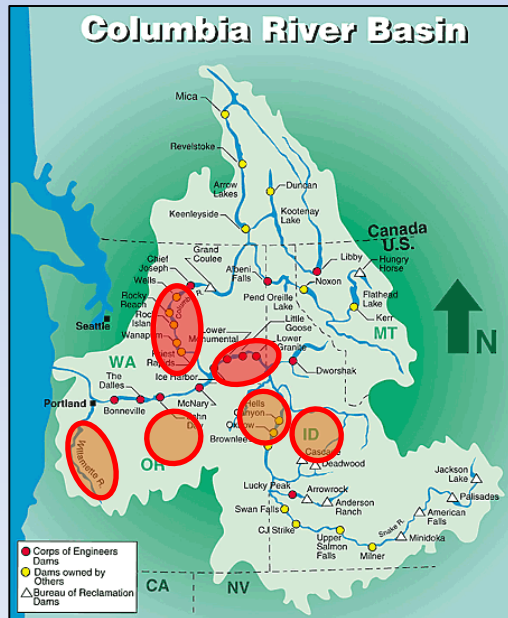 Columbia River Basin
Mica
Revelstoke
Arrow
Lakes
Duncan
Kootenay
Lake
Keenleyside
Canada
U.S.
Grand
Coulee
Chief
Joseph
Albeni
Falls
Libby
Hungry
Horse
Noxon
Wells
Pend Oreille
Lake
Flathead
Lake
Kerr
Rocky
Reach
Rock
Island
Seattle
Wanapum
Little
Goose
Lower
Monumental
Lower
Granite
MT
N
WA
Priest
Rapids
Ice Harbor
Dworshak
The
Dalles
Portland
McNary
Bonneville
John
Day
Hells
Canyon
Oxbow
Brownlee
ID
OR
Willamette R.
Cascade
Deadwood
Lucky Peak
Arrowrock
Anderson
Ranch
Jackson
Lake
Palisades
American
Falls
Swan Falls
CJ Strike
Upper
Salmon
Falls
Milner
Snake R.
Minidoka
Corps of Engineers
Dams
Dams owned by
Others
Bureau of Reclamation
Dams
CA
NV